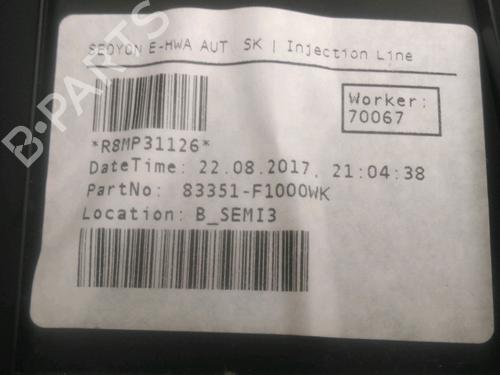 SEOYON E-HWA AUT SK | Injection Line
Worker:
70067
*R8MP31126*
DateTime: 22.08.2017, 21:04:38
PartNo: 83351-F1000WK
Location: B_SEMI3
B-PARTS